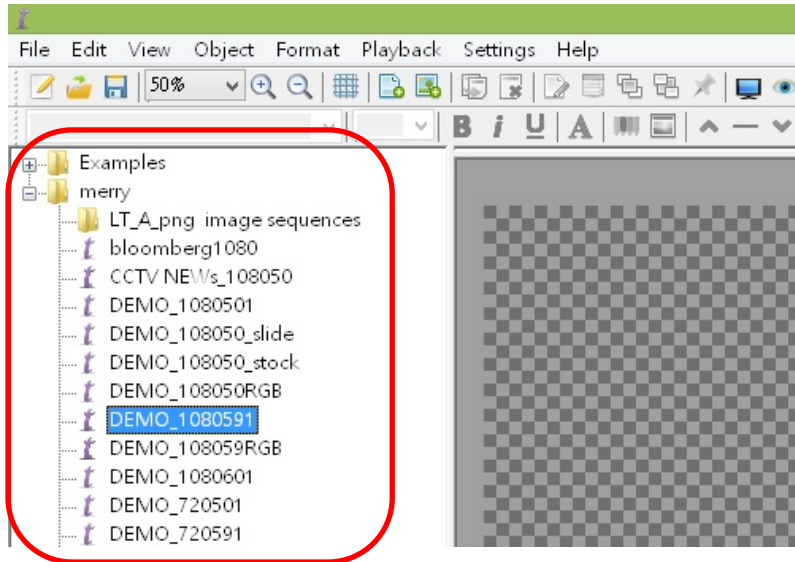 File Edit View Object Format Playback Settings Help
50%
B i U A
Examples
merry
LT_A_png image sequences
bloomberg1080
CCTV NEWs_108050
DEMO_1080501
DEMO_108050_slide
DEMO_108050_stock
DEMO_108050RGB
DEMO_1080591
DEMO_108059RGB
DEMO_1080601
DEMO_720501
DEMO_720591